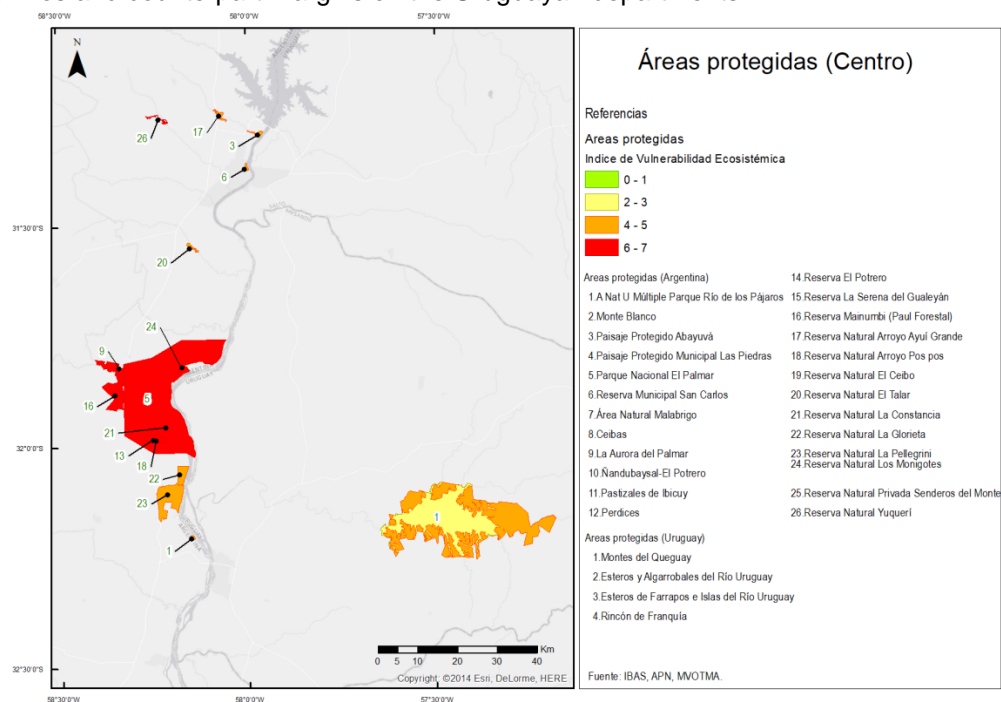 58°30'0"O 58°0'0"O 57°30'0"O
N
Áreas protegidas (Centro)
Referencias
Areas protegidas
Indice de Vulnerabilidad Ecosistémica
0 - 1
2 - 3
4 - 5
6 - 7
Areas protegidas (Argentina)
1.A Nat U Múltiple Parque Río de los Pájaros
2.Monte Blanco
3.Paisaje Protegido Abayuvá
4.Paisaje Protegido Municipal Las Piedras
5.Parque Nacional El Palmar
6.Reserva Municipal San Carlos
7.Área Natural Malabrigo
8.Ceibas
9.La Aurora del Palmar
10.Ñandubaysal-El Potrero
11.Pastizales de Ibicuy
12.Perdices
14.Reserva El Potrero
15.Reserva La Serena del Gualeyán
16.Reserva Mainumbi (Paul Forestal)
17.Reserva Natural Arroyo Ayuí Grande
18.Reserva Natural Arroyo Pos pos
19.Reserva Natural El Ceibo
20.Reserva Natural El Talar
21.Reserva Natural La Constancia
22.Reserva Natural La Glorieta
23.Reserva Natural La Pellegrini
24.Reserva Natural Los Monigotes
25.Reserva Natural Privada Senderos del Monte
26.Reserva Natural Yuquerí
Areas protegidas (Uruguay)
1.Montes del Queguay
2.Esteros y Algarrobales del Río Uruguay
3.Esteros de Farrapos e Islas del Río Uruguay
4.Rincón de Franquía
Fuente: IBAS, APN, MVOTMA.
26
17
3
6
31°30'0"S
20
24
9
5
16
21
13
18
32°0'0"S
22
23
1
1
Km
0 5 10 20 30 40
32°30'0"S
Copyright: ©2014 Esri, DeLorme, HERE
58°30'0"O 58°0'0"O 57°30'0"O